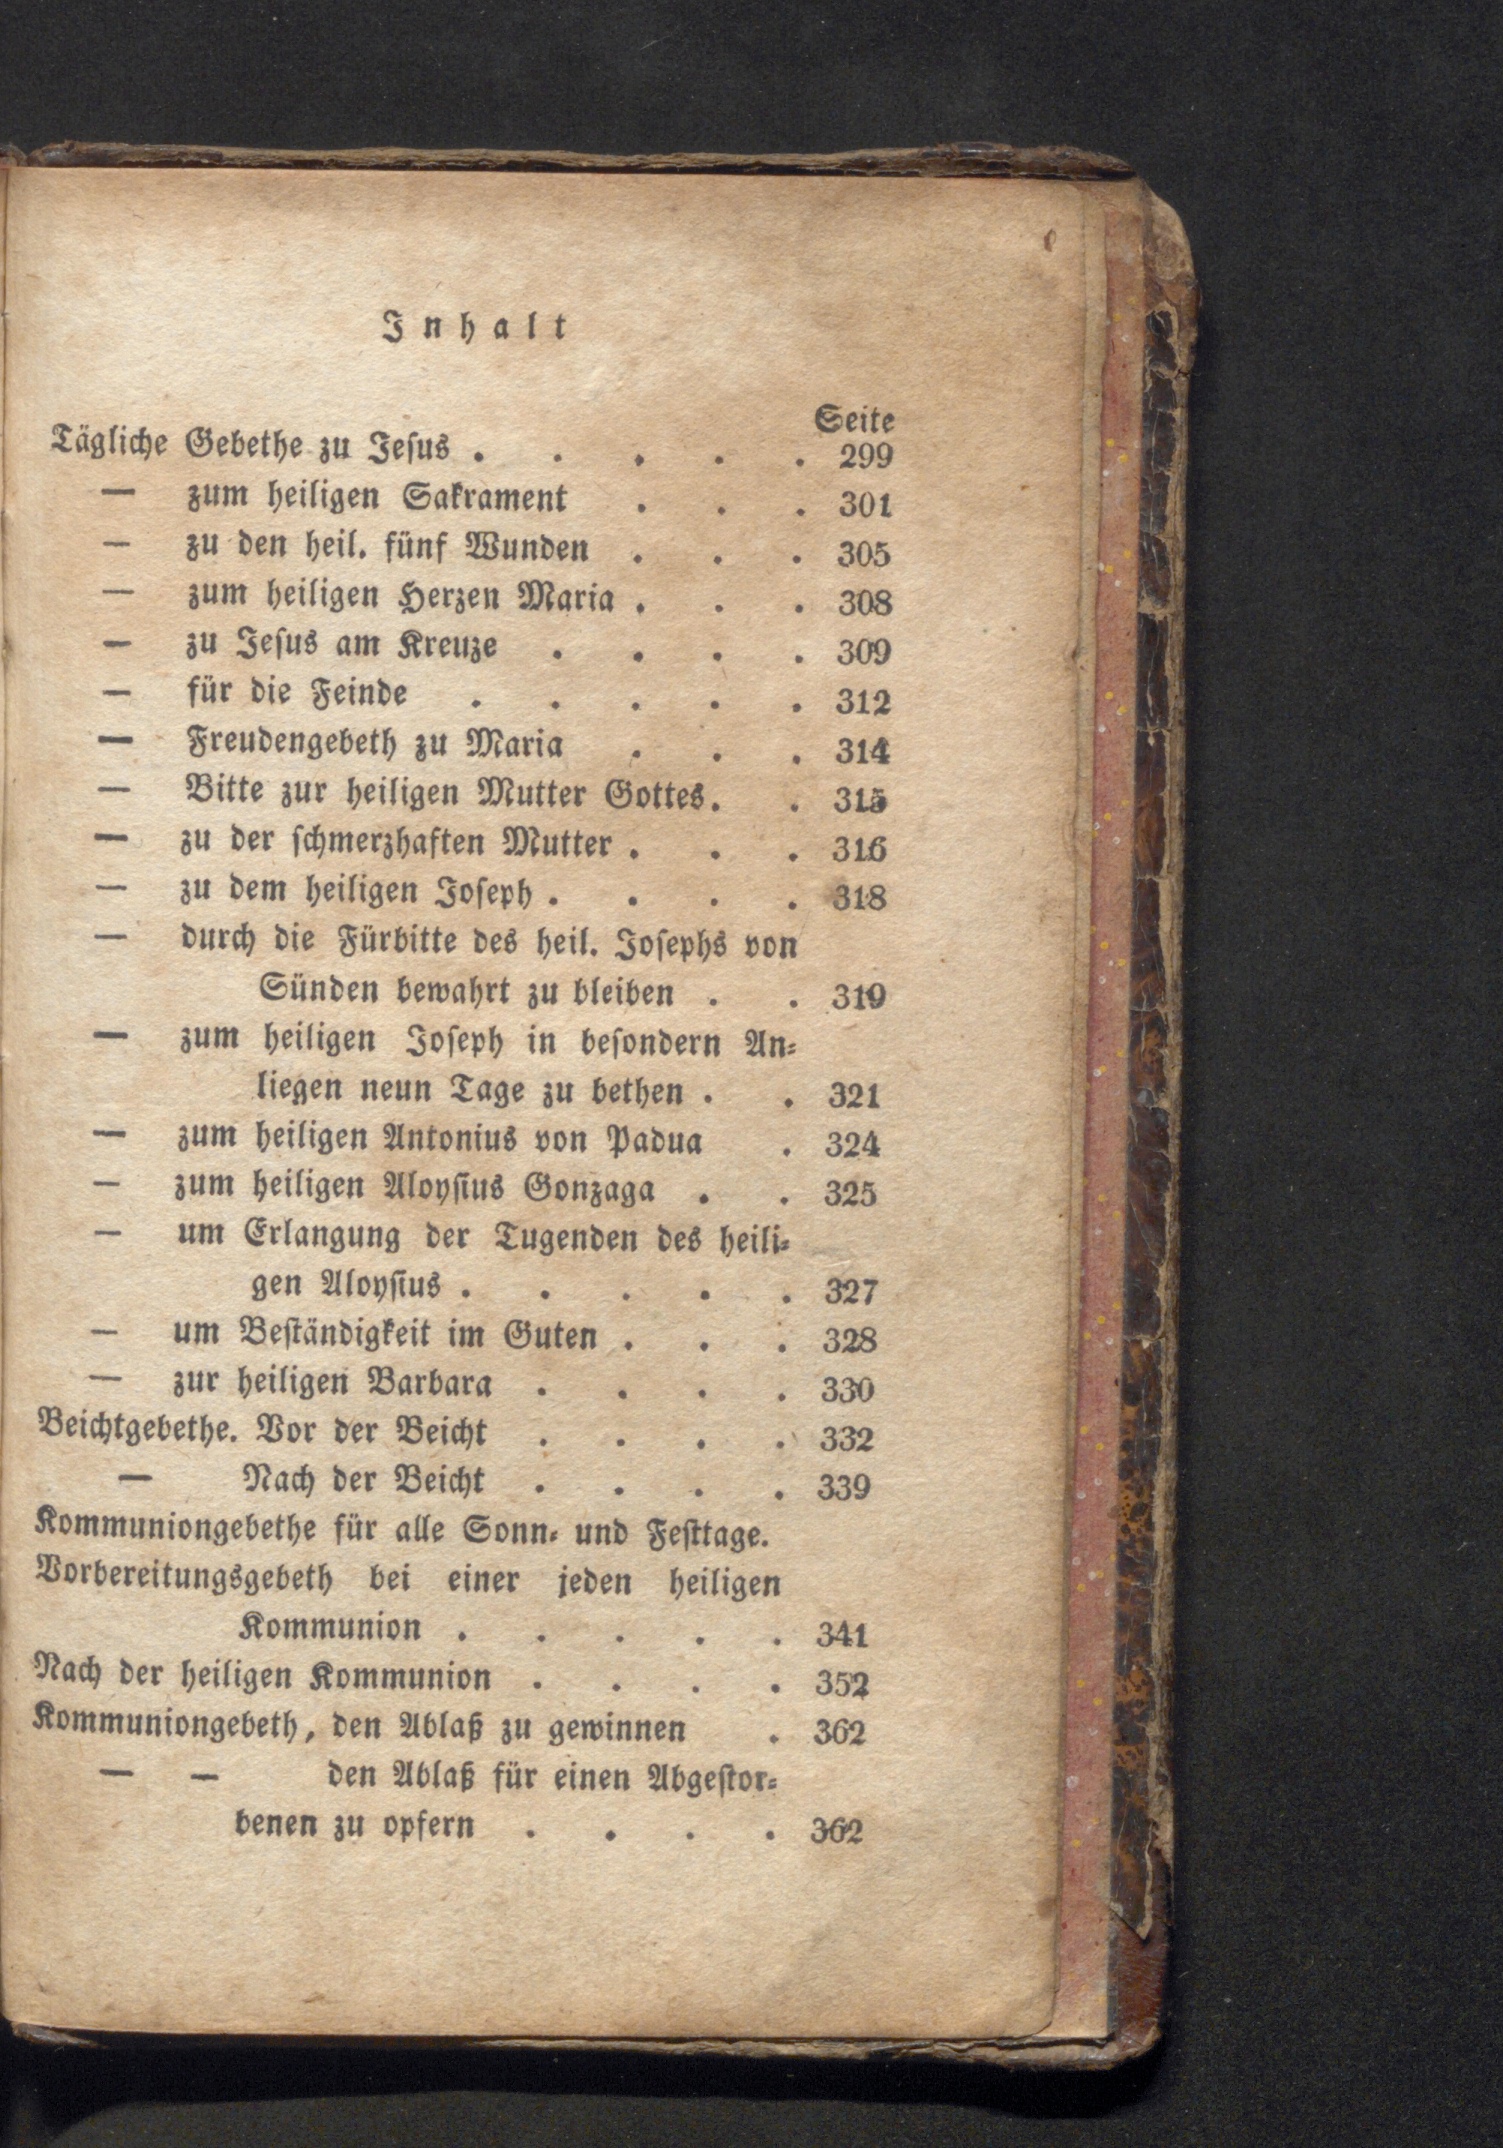 Inhalt
Seite
Tägliche Gebethe zu Jesus . . . . . 299
— zum heiligen Sakrament . . . 301
— zu den heil. fünf Wunden . . . 305
— zum heiligen Herzen Maria . . . 308
— zu Jesus am Kreuze . . . . 309
— für die Feinde . . . . . 312
— Freudengebeth zu Maria . . . 314
— Bitte zur heiligen Mutter Gottes. . 315
— zu der schmerzhaften Mutter . . . 316
— zu dem heiligen Joseph . . . . 318
— durch die Fürbitte des heil. Josephs von
Sünden bewahrt zu bleiben . . 319
— zum heiligen Joseph in besondern An-
liegen neun Tage zu bethen . . 321
— zum heiligen Antonius von Padua . 324
— zum heiligen Aloysius Gonzaga . . 325
— um Erlangung der Tugenden des heili-
gen Aloysius . . . . . 327
— um Beständigkeit im Guten . . . 328
— zur heiligen Barbara . . . . 330
Beichtgebethe. Vor der Beicht . . . . 332
— Nach der Beicht . . . . 339
Kommuniongebethe für alle Sonn- und Festtage.
Vorbereitungsgebeth bei einer jeden heiligen
Kommunion . . . . . 341
Nach der heiligen Kommunion . . . . 352
Kommuniongebeth, den Ablaß zu gewinnen . 362
— — den Ablaß für einen Abgestor-
benen zu opfern . . . . 362